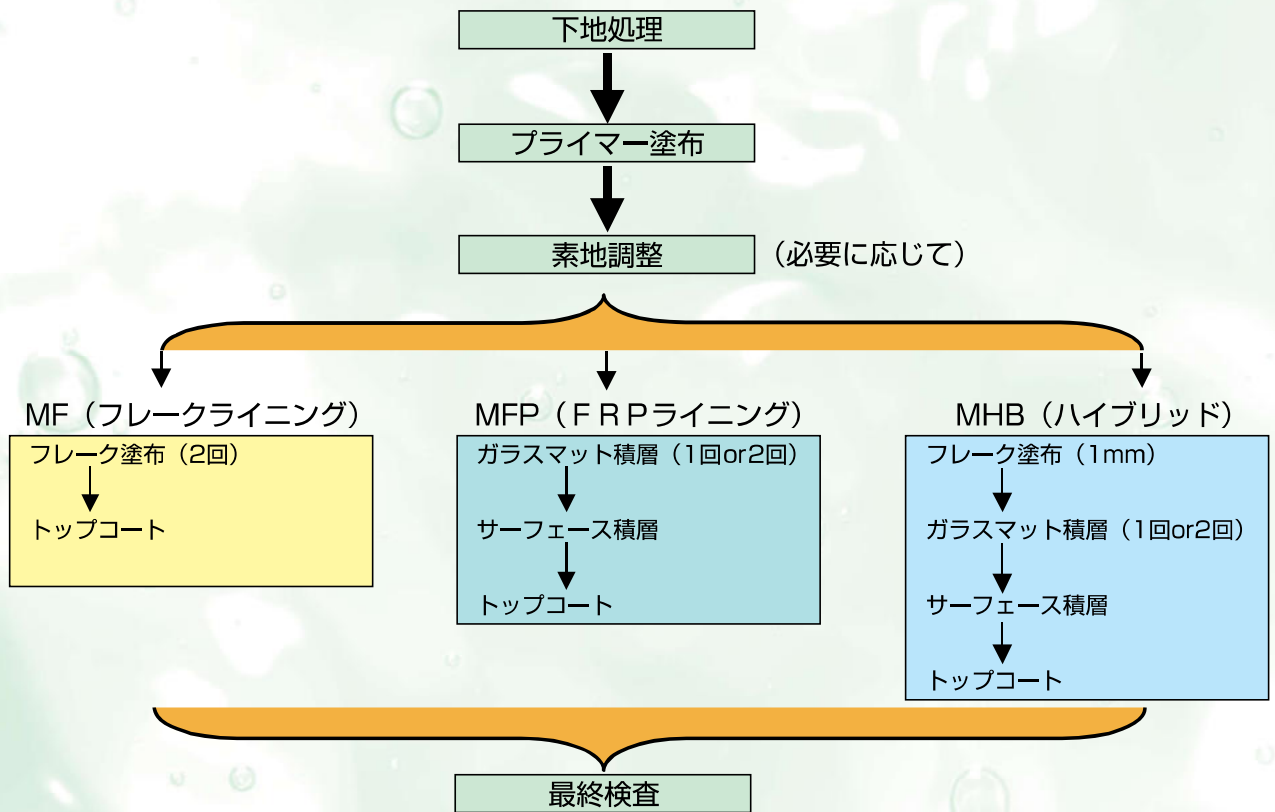 下地処理
プライマー塗布
素地調整 （必要に応じて）
MF（フレークライニング）
フレーク塗布（2回）
トップコート
MFP（ＦＲＰライニング）
ガラスマット積層（1回or2回）
サーフェース積層
トップコート
MHB（ハイブリッド）
フレーク塗布（1mm）
ガラスマット積層（1回or2回）
サーフェース積層
トップコート
最終検査